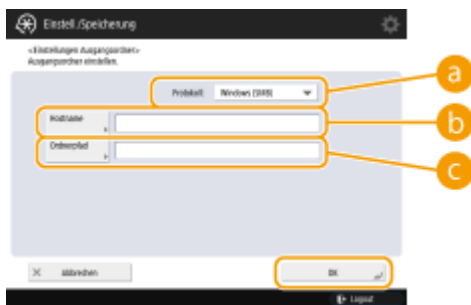 Einstell./Speicherung
<Einstellungen Ausgangsordner>
Ausgangsordner einstellen.
Protokoll: Windows (SMB)
a
Hostname
b
Ordnerpfad
c
Abbrechen
OK
Logout